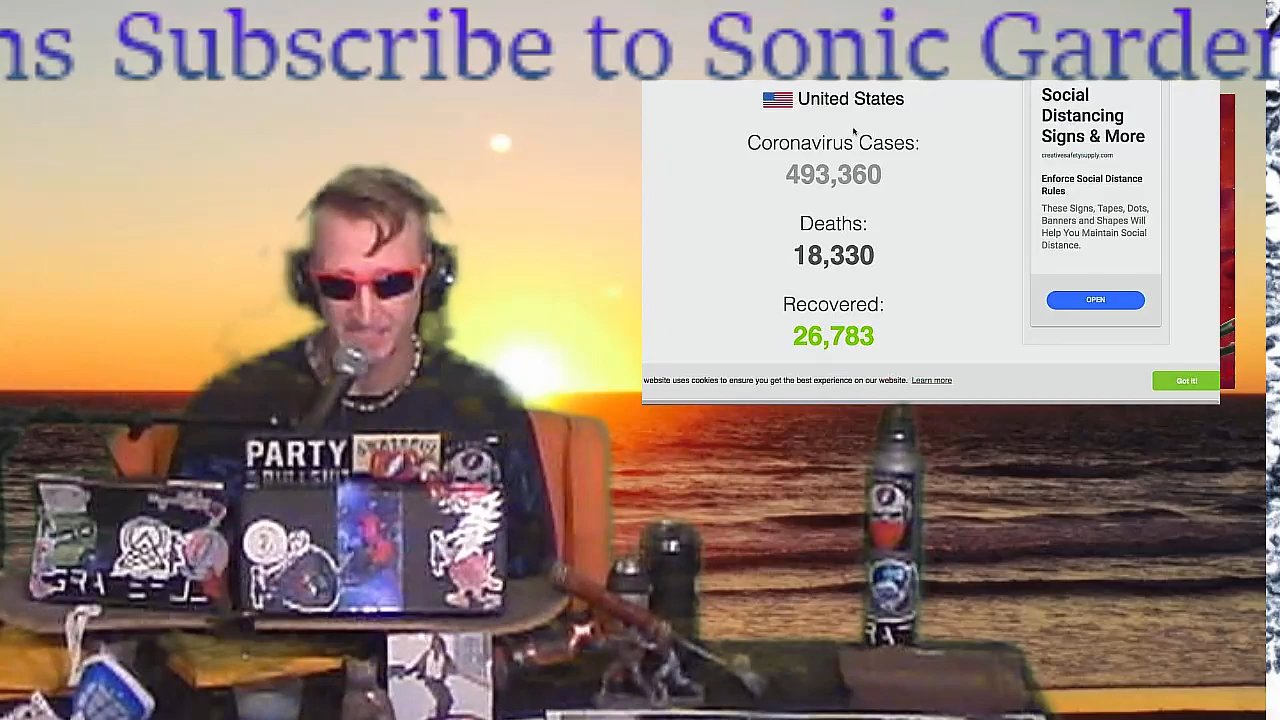 ns Subscribe to Sonic Garden
United States
Coronavirus Cases:
493,360
Deaths:
18,330
Recovered:
26,783
Social
Distancing
Signs & More
creativesafetysupply.com
Enforce Social Distance
Rules
These Signs, Tapes, Dots,
Banners and Shapes Will
Help You Maintain Social
Distance.
OPEN
website uses cookies to ensure you get the best experience on our website. Learn more
Got it!
PARTY